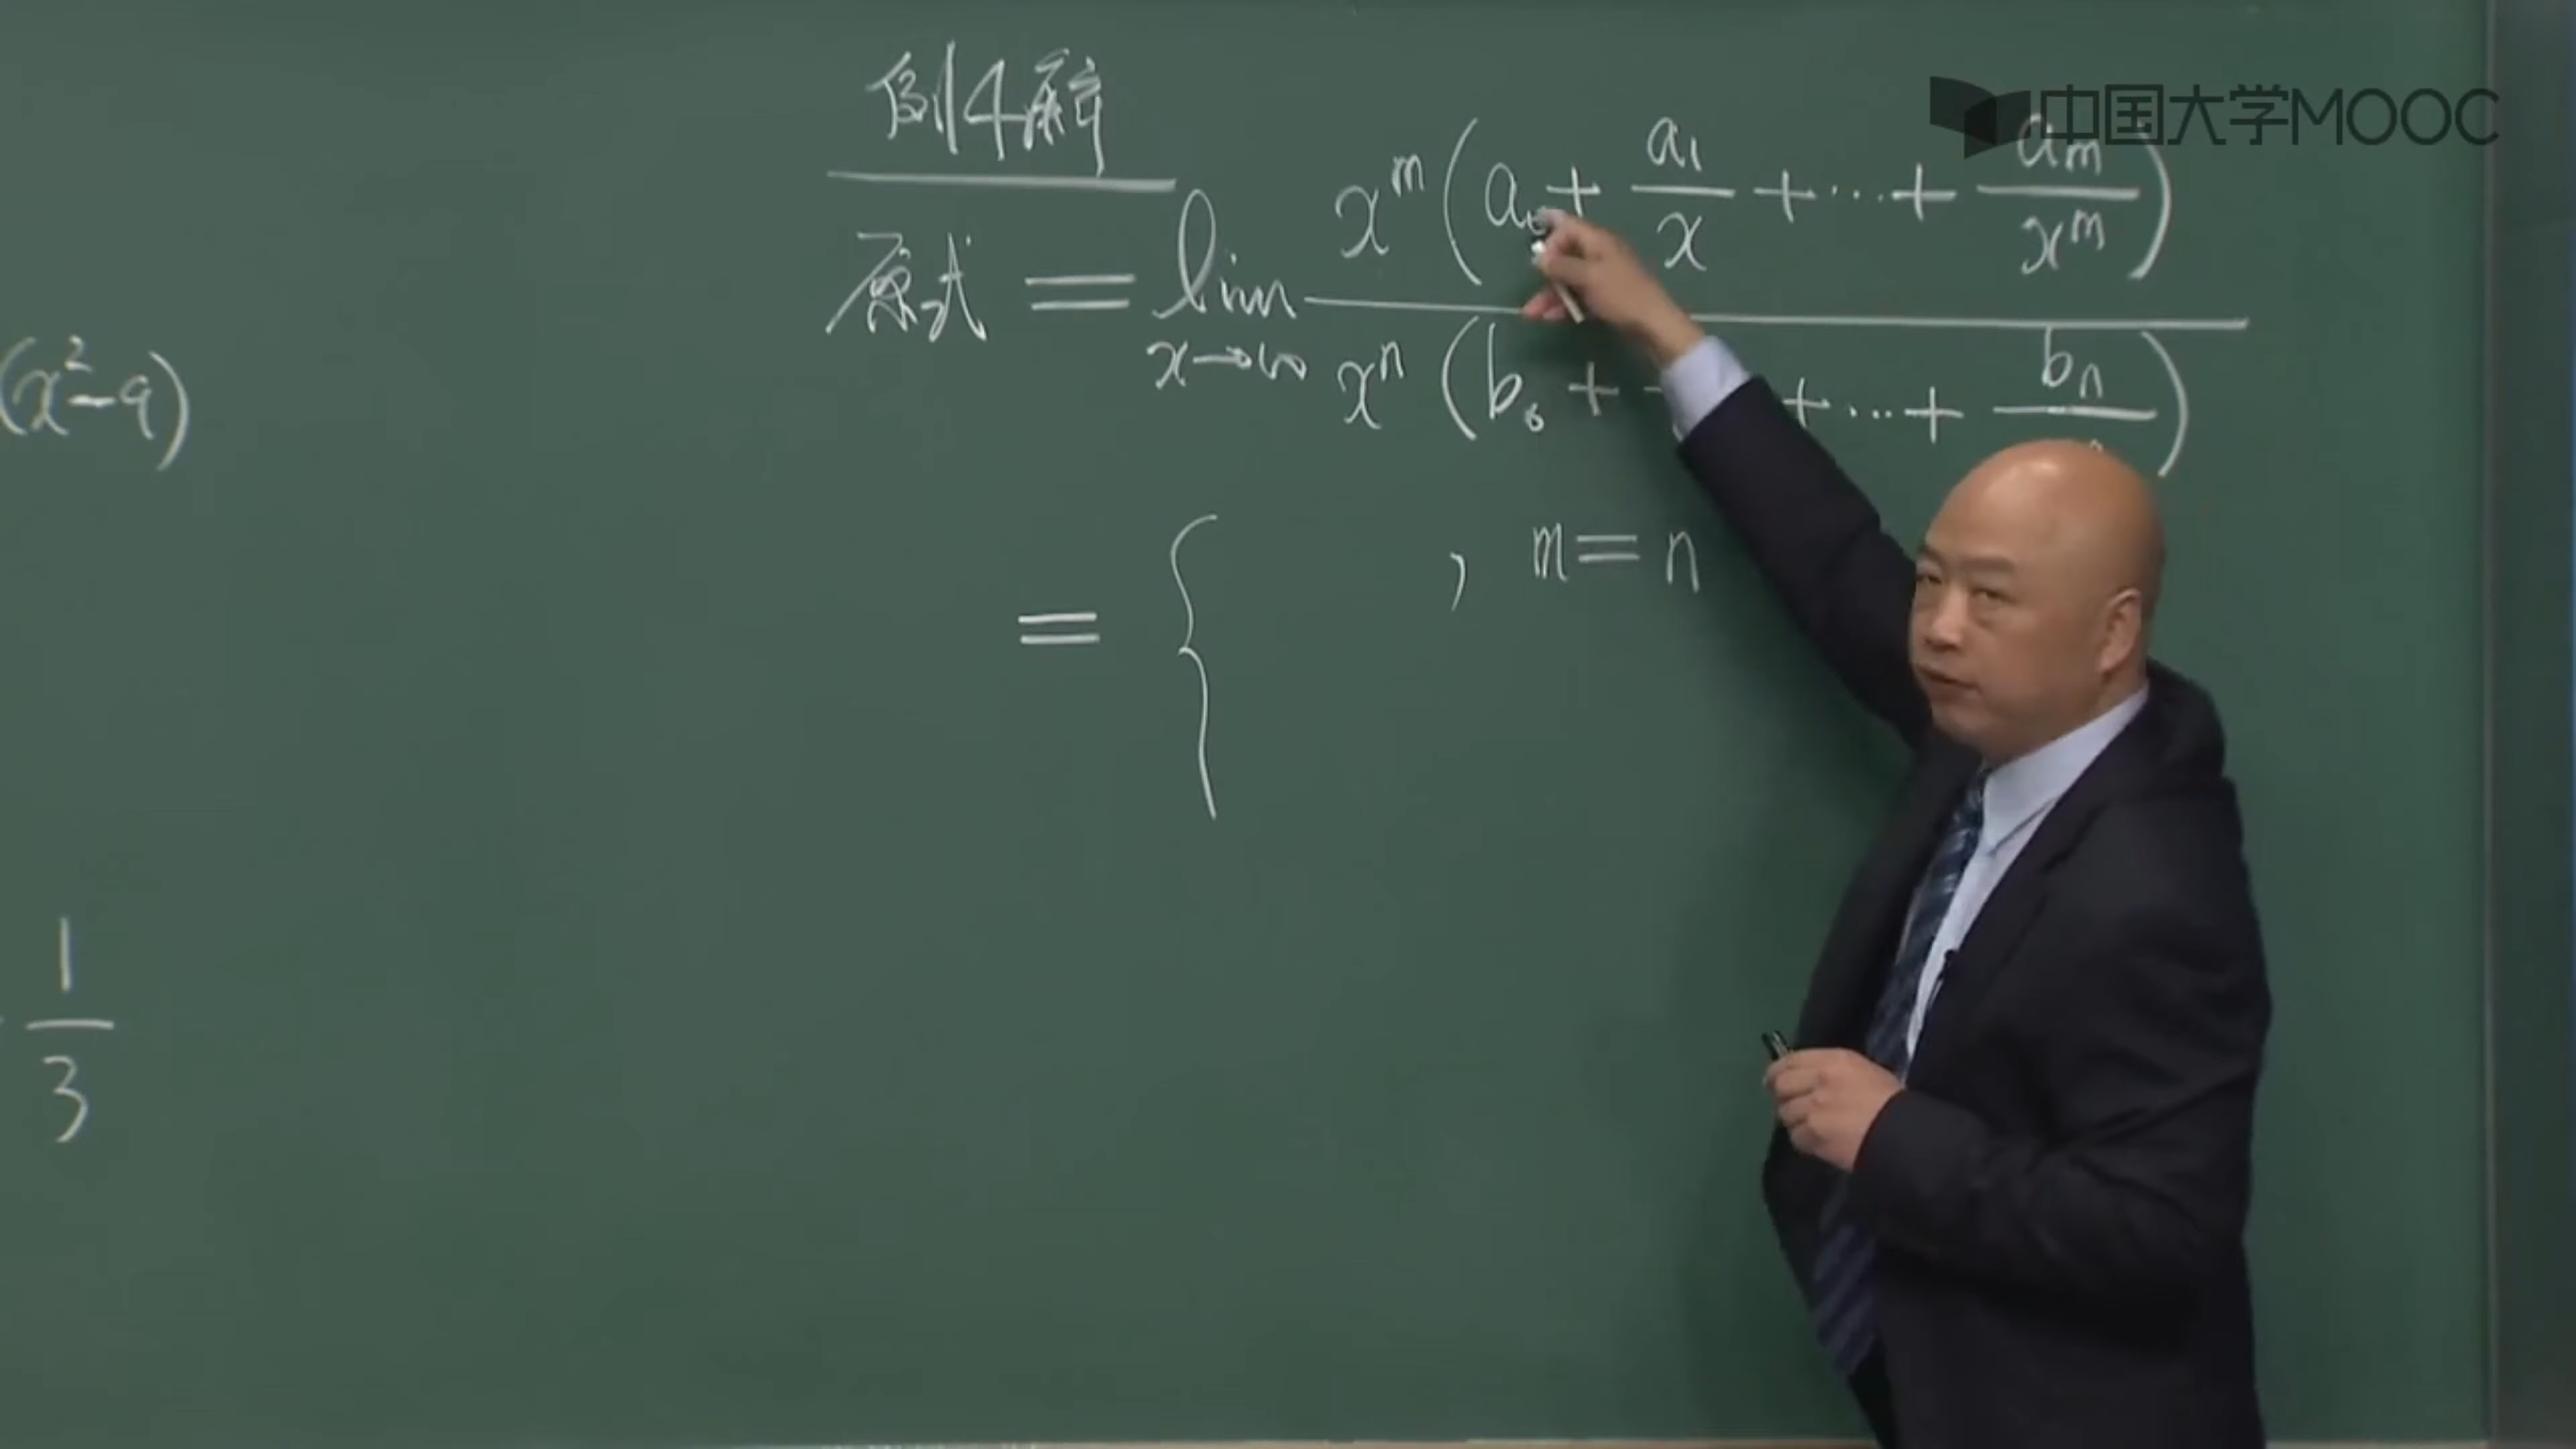 中国大学MOOC
例4解
原式 = lim x→∞ x^m (a₀ + a₁/x + ··· + a_m/x^m)
x^n (b₀ + + ··· + b_n )
= { , m = n
(x²-9)
1/3